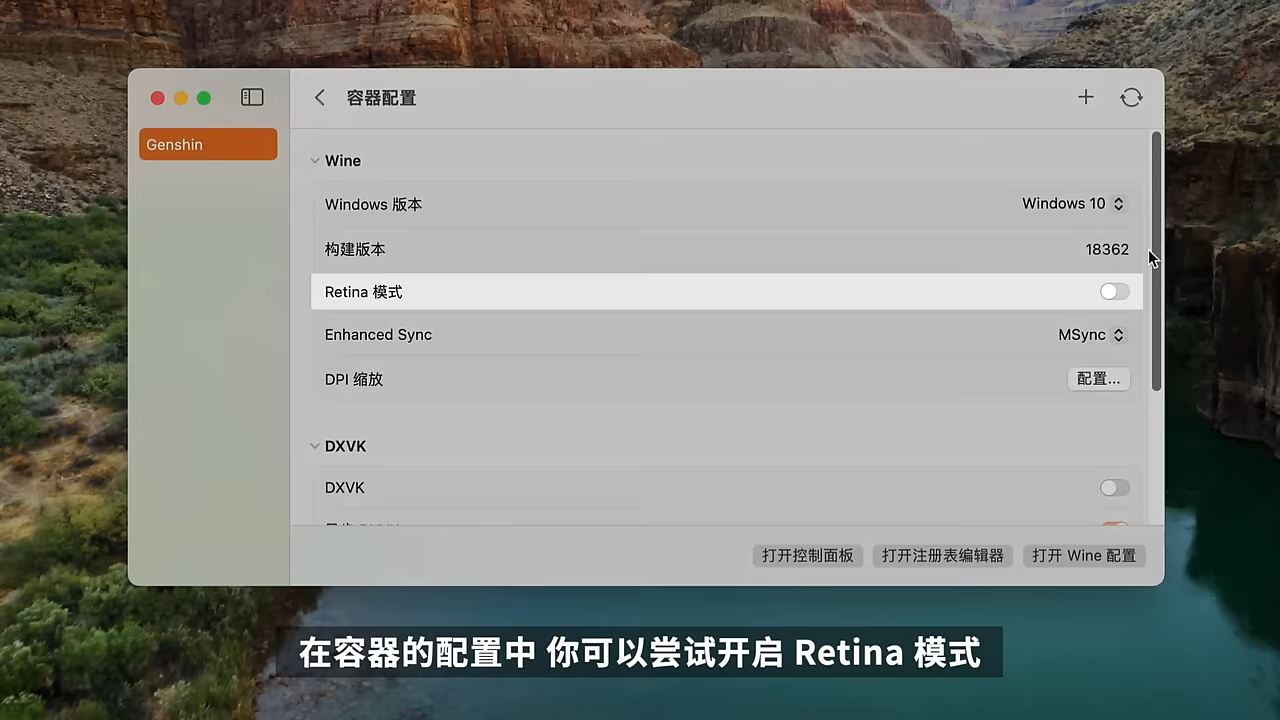 容器配置
Genshin
Wine
Windows 版本
Windows 10
构建版本
18362
Retina 模式
Enhanced Sync
MSync
DPI 缩放
配置...
DXVK
DXVK
打开控制面板
打开注册表编辑器
打开 Wine 配置
在容器的配置中 你可以尝试开启 Retina 模式